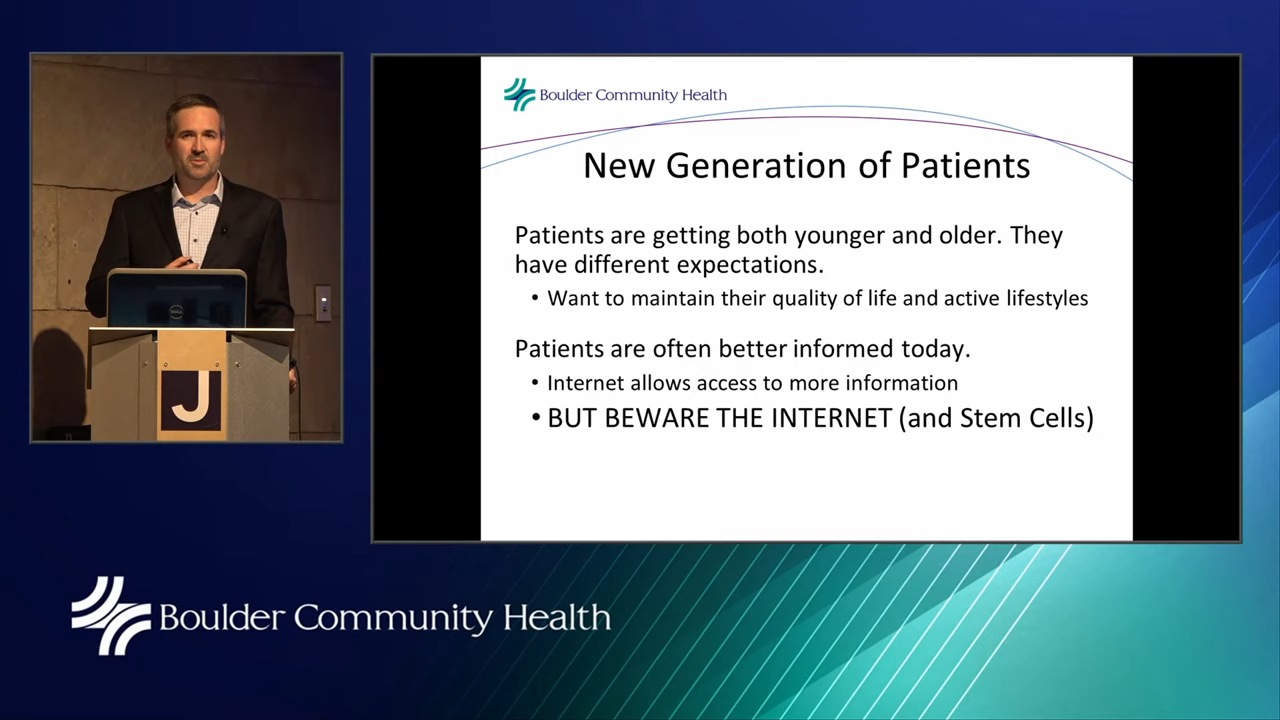 Boulder Community Health
New Generation of Patients
Patients are getting both younger and older. They
have different expectations.
• Want to maintain their quality of life and active lifestyles
Patients are often better informed today.
• Internet allows access to more information
• BUT BEWARE THE INTERNET (and Stem Cells)
DELL
J
Boulder Community Health